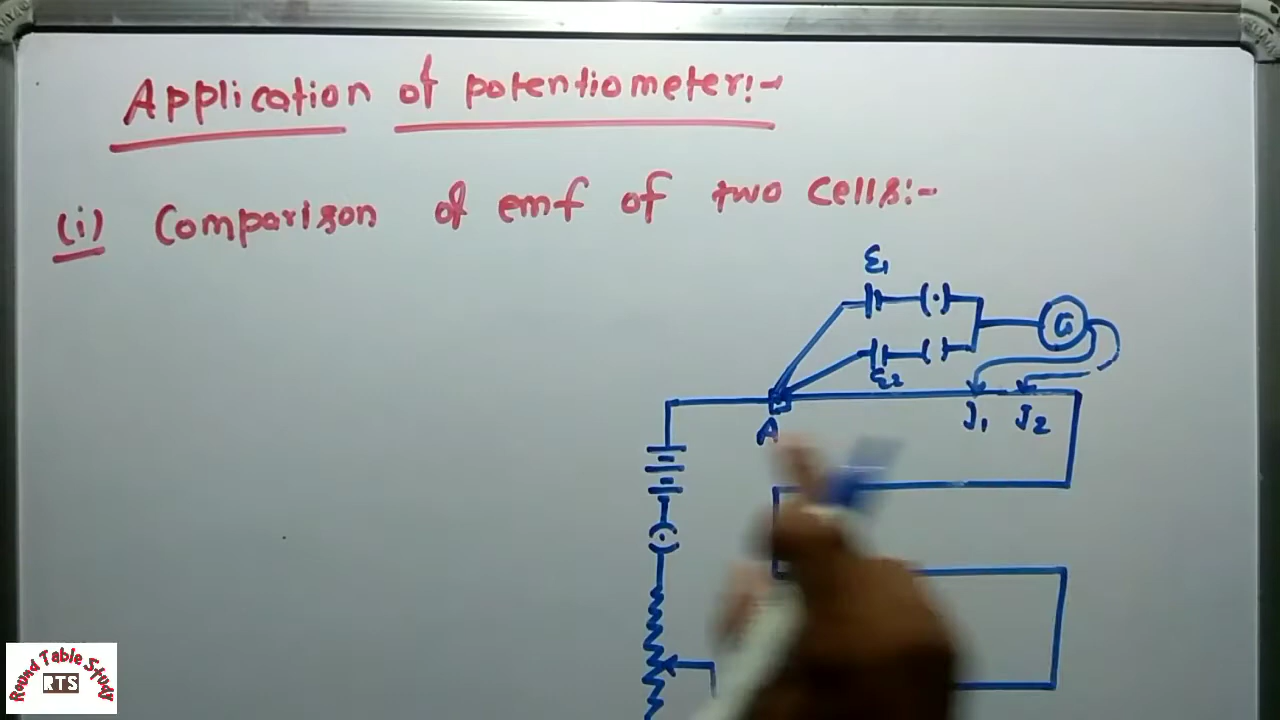 Application of potentiometer:-
(i) Comparison of emf of two cells:-
ε1
G
ε2
A
J1 J2
Round Table Study
RTS